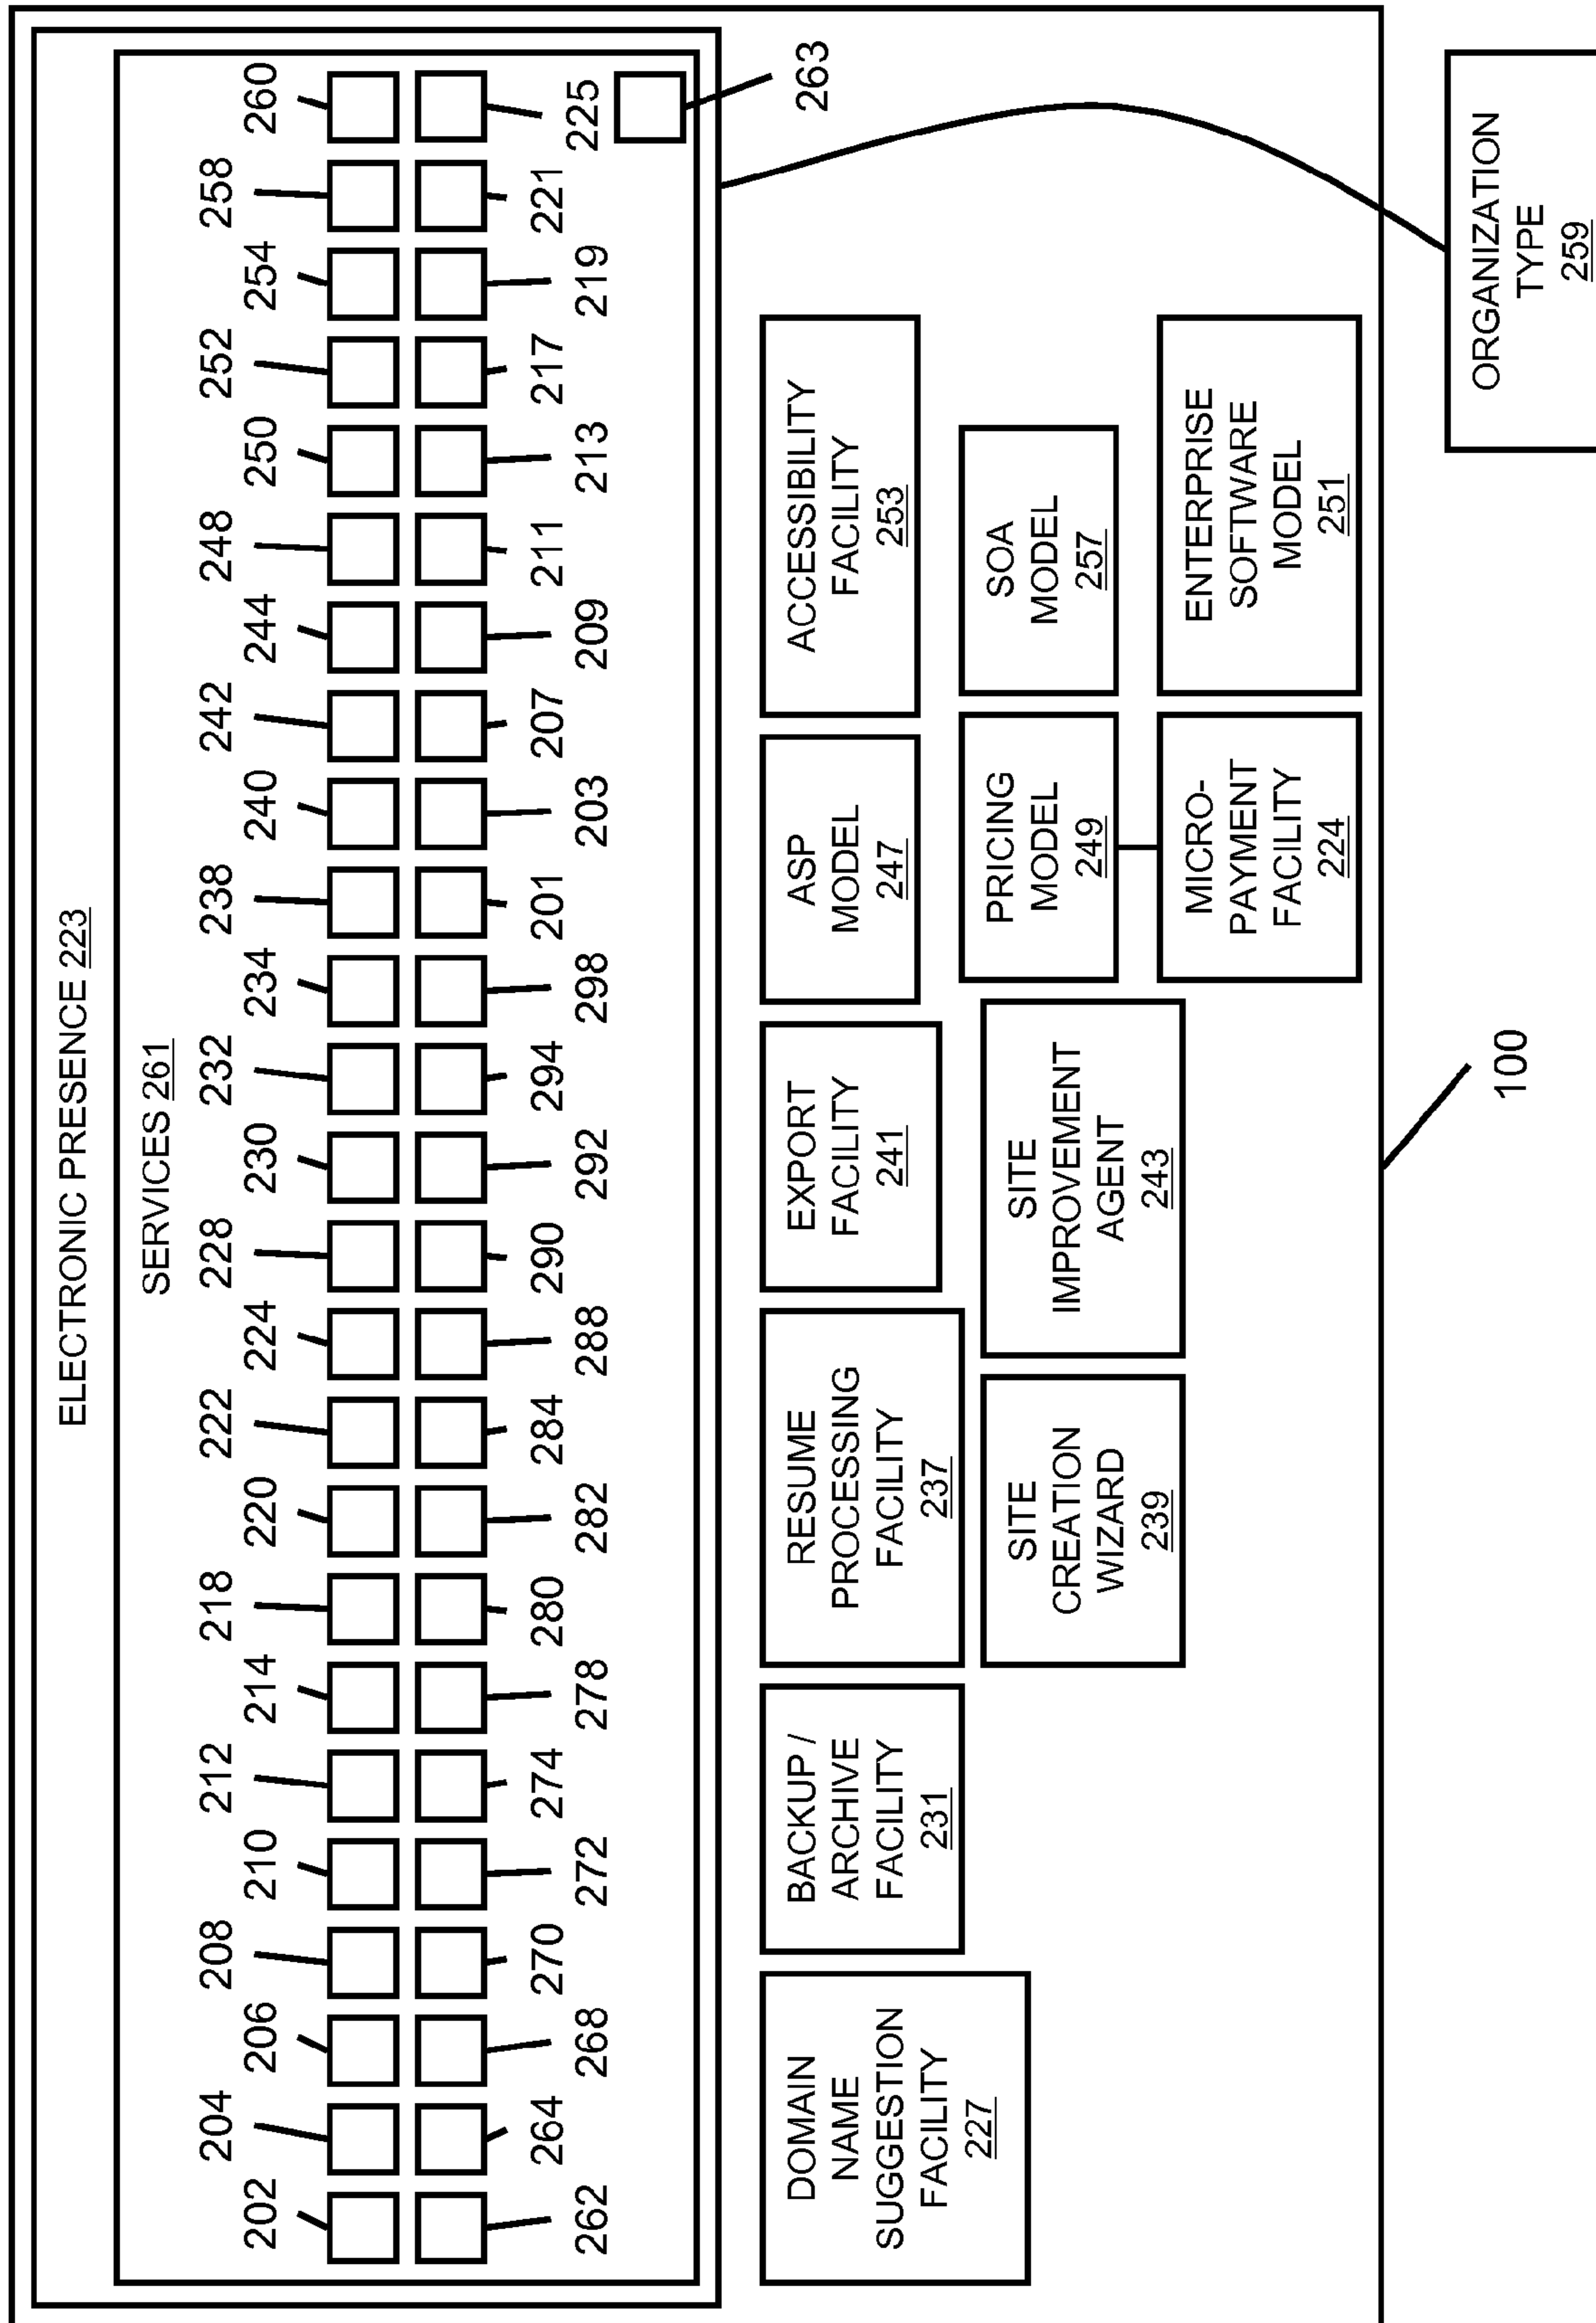 ELECTRONIC PRESENCE 223
SERVICES 261
202 204 206 208 210 212 214 218 220 222 224 228 230 232 234 238 240 242 244 248 250 252 254 258 260
262 264 268 270 272 274 278 280 282 284 288 290 292 294 298 201 203 207 209 211 213 217 219 221 225
263
DOMAIN
NAME
SUGGESTION
FACILITY
227
BACKUP /
ARCHIVE
FACILITY
231
RESUME
PROCESSING
FACILITY
237
EXPORT
FACILITY
241
ASP
MODEL
247
ACCESSIBILITY
FACILITY
253
SITE
CREATION
WIZARD
239
SITE
IMPROVEMENT
AGENT
243
PRICING
MODEL
249
SOA
MODEL
257
MICRO-
PAYMENT
FACILITY
224
ENTERPRISE
SOFTWARE
MODEL
251
100
ORGANIZATION
TYPE
259